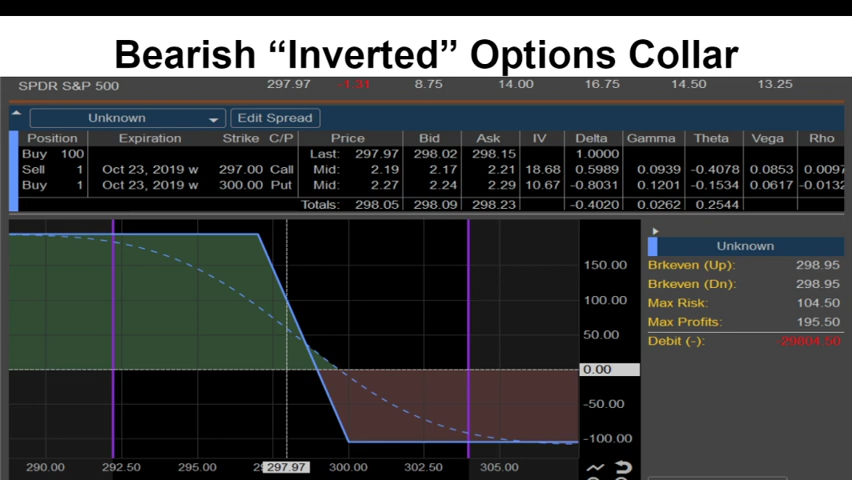 Bearish “Inverted” Options Collar
SPDR S&P 500 297.97 -1.31 8.75 14.00 16.75 14.50 13.25
Unknown Edit Spread
Position Expiration Strike C/P Price Bid Ask IV Delta Gamma Theta Vega Rho
Buy 100 Last: 297.97 298.02 298.15 1.0000
Sell 1 Oct 23, 2019 w 297.00 Call Mid: 2.19 2.17 2.21 18.68 0.5989 0.0939 -0.4078 0.0853 0.0097
Buy 1 Oct 23, 2019 w 300.00 Put Mid: 2.27 2.24 2.29 10.67 -0.8031 0.1201 -0.1534 0.0617 -0.0132
Totals: 298.05 298.09 298.23 -0.4020 0.0262 0.2544
Unknown
Brkeven (Up): 298.95
Brkeven (Dn): 298.95
Max Risk: 104.50
Max Profits: 195.50
Debit (-): -29804.50
150.00
100.00
50.00
0.00
-50.00
-100.00
290.00 292.50 295.00 297.97 300.00 302.50 305.00